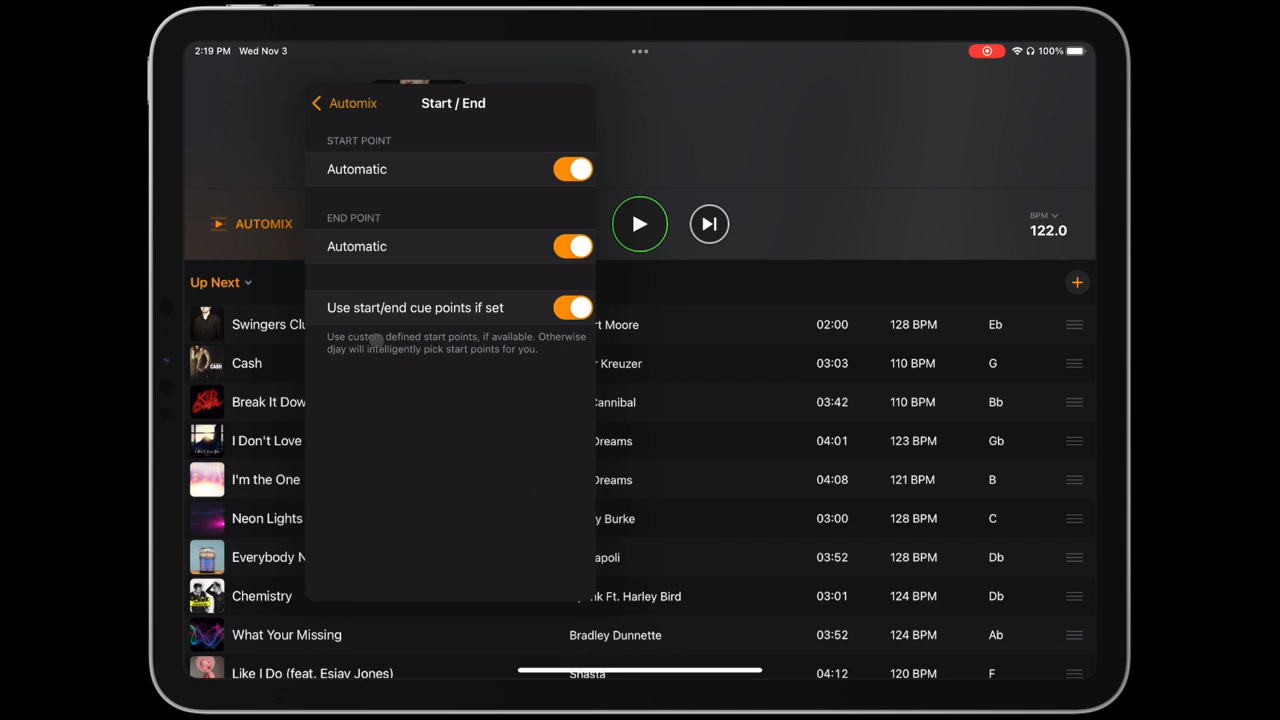 2:19 PM Wed Nov 3
100%
Automix
Start / End
START POINT
Automatic
END POINT
Automatic
Use start/end cue points if set
Use custom defined start points, if available. Otherwise
djay will intelligently pick start points for you.
AUTOMIX
BPM
122.0
Up Next
Swingers Clu rt Moore 02:00 128 BPM Eb
Cash r Kreuzer 03:03 110 BPM G
Break It Dow Cannibal 03:42 110 BPM Bb
I Don't Love Dreams 04:01 123 BPM Gb
I'm the One Dreams 04:08 121 BPM B
Neon Lights y Burke 03:00 128 BPM C
Everybody N apoli 03:52 128 BPM Db
Chemistry nk Ft. Harley Bird 03:01 124 BPM Db
What Your Missing Bradley Dunnette 03:52 124 BPM Ab
Like I Do (feat. Esjay Jones) Shasta 04:12 120 BPM F